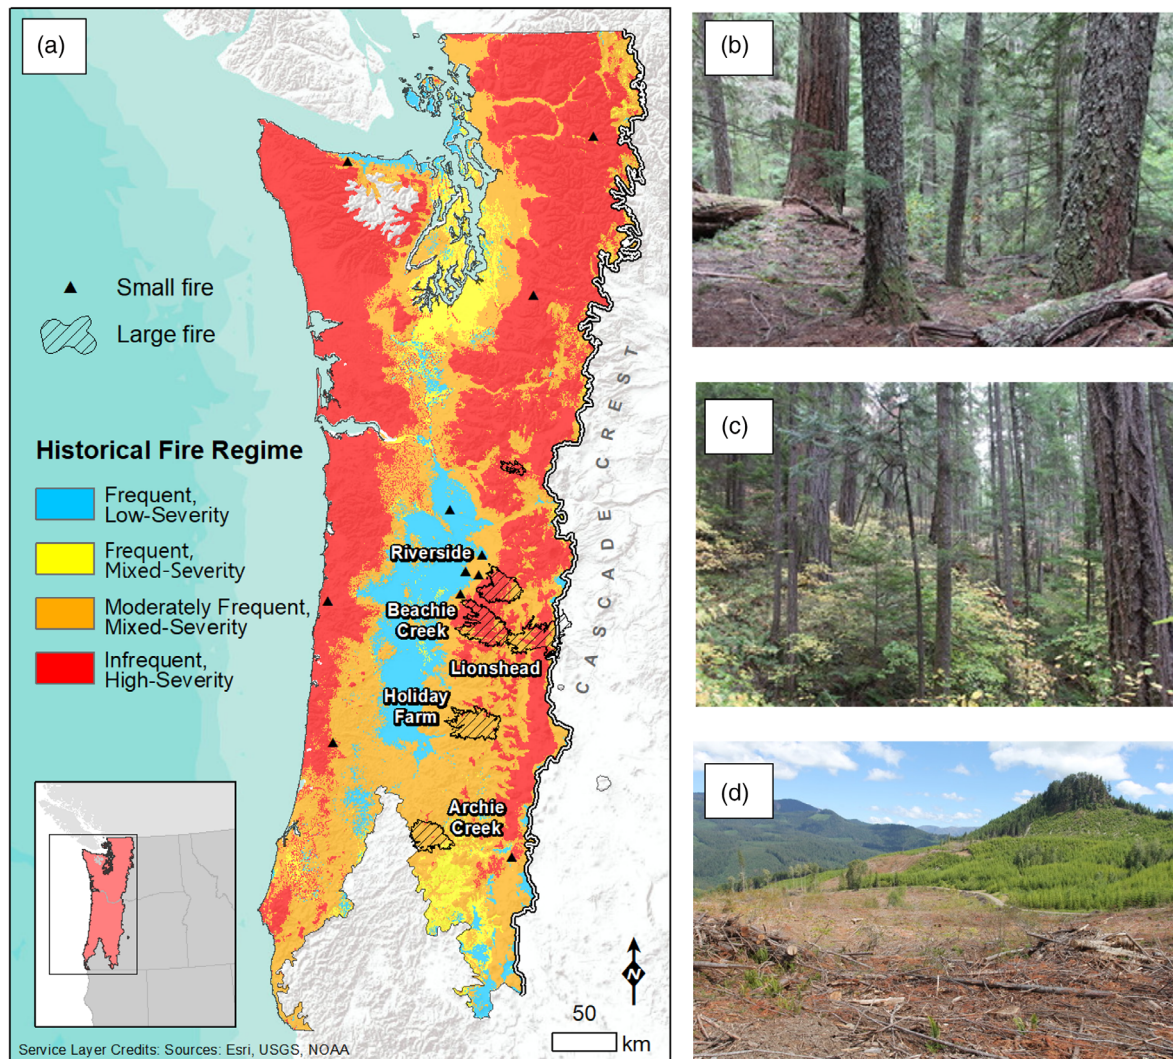 (a)
Small fire
Large fire
Historical Fire Regime
Frequent,
Low-Severity
Frequent,
Mixed-Severity
Moderately Frequent,
Mixed-Severity
Infrequent,
High-Severity
CASCADE CREST
Riverside
Beachie
Creek
Lionshead
Holiday
Farm
Archie
Creek
N
50
km
Service Layer Credits: Sources: Esri, USGS, NOAA
(b)
(c)
(d)